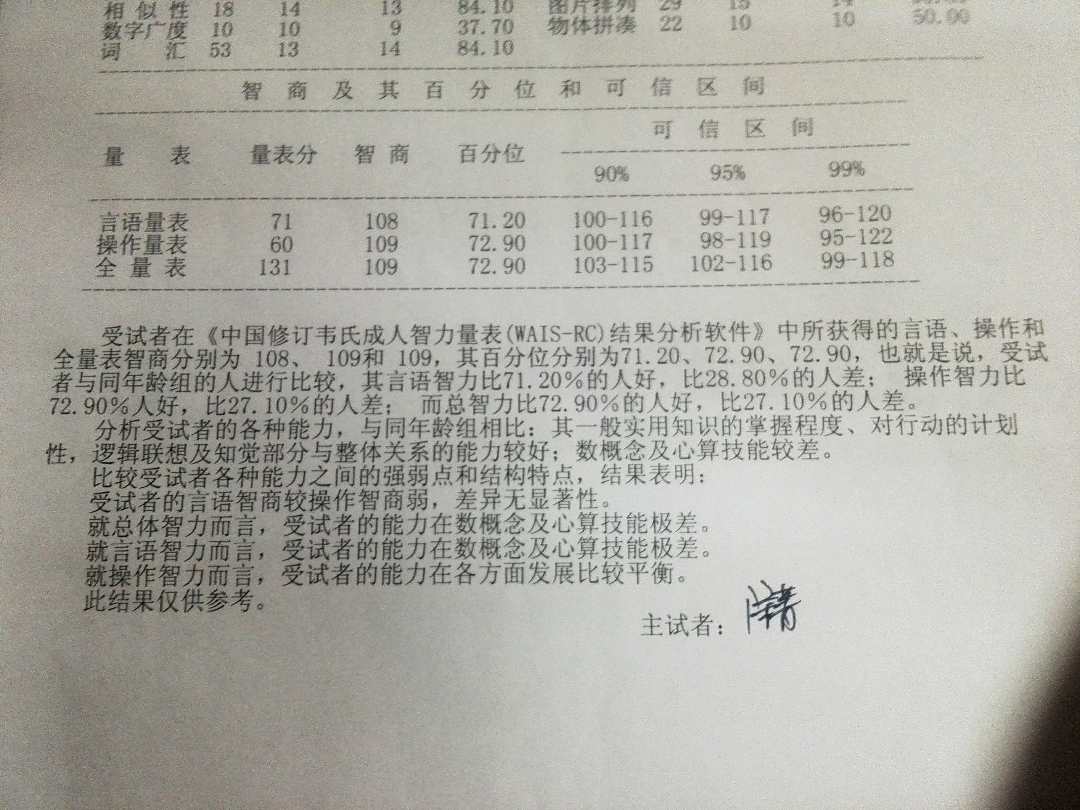 相 似 性 18 14 13 84.10 图片排列 29 15 14
数字广度 10 10 9 37.70 物体拼凑 22 10 10 50.00
词 汇 53 13 14 84.10
智 商 及 其 百 分 位 和 可 信 区 间
可 信 区 间
量 表 量表分 智 商 百分位
90% 95% 99%
言语量表 71 108 71.20 100-116 99-117 96-120
操作量表 60 109 72.90 100-117 98-119 95-122
全 量 表 131 109 72.90 103-115 102-116 99-118
受试者在《中国修订韦氏成人智力量表(WAIS-RC)结果分析软件》中所获得的言语、操作和
全量表智商分别为 108、 109和 109，其百分位分别为71.20、72.90、72.90，也就是说，受试
者与同年龄组的人进行比较，其言语智力比71.20%的人好，比28.80%的人差； 操作智力比
72.90%人好，比27.10%的人差； 而总智力比72.90%的人好，比27.10%的人差。
分析受试者的各种能力，与同年龄组相比：其一般实用知识的掌握程度、对行动的计划
性，逻辑联想及知觉部分与整体关系的能力较好；数概念及心算技能较差。
比较受试者各种能力之间的强弱点和结构特点，结果表明：
受试者的言语智商较操作智商弱，差异无显著性。
就总体智力而言，受试者的能力在数概念及心算技能极差。
就言语智力而言，受试者的能力在数概念及心算技能极差。
就操作智力而言，受试者的能力在各方面发展比较平衡。
此结果仅供参考。
主试者：